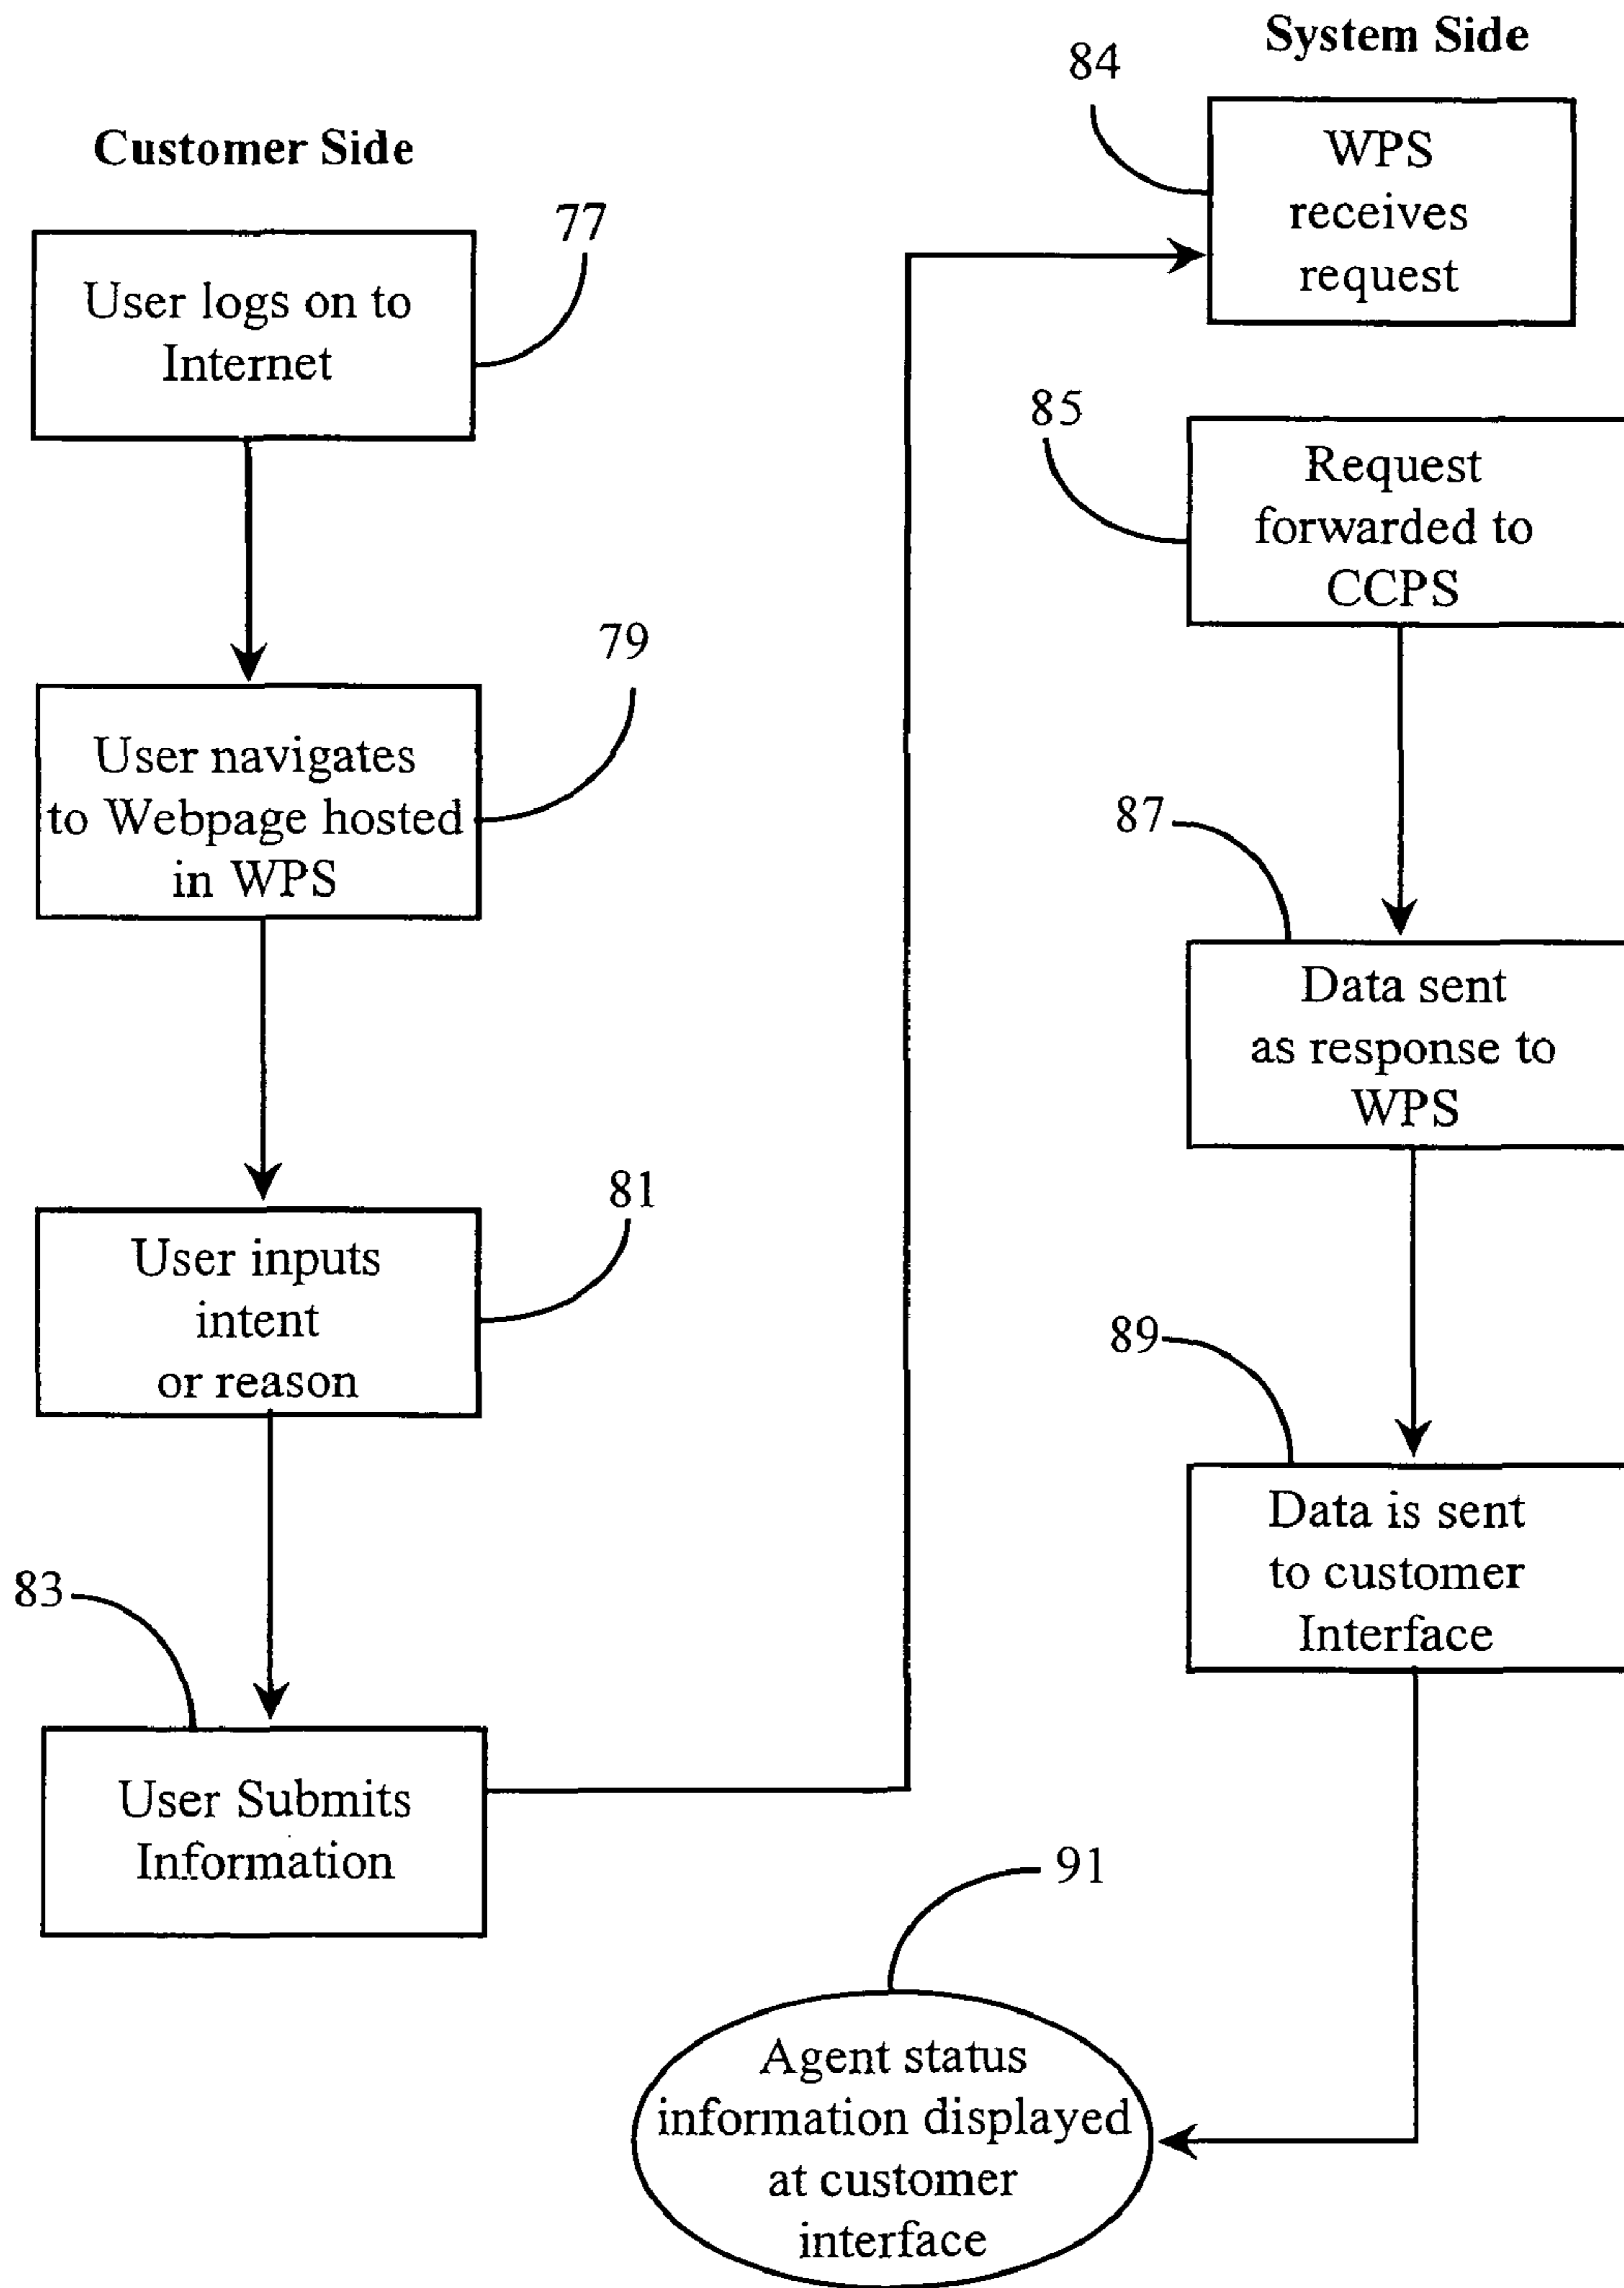 Customer Side
77
User logs on to
Internet
79
User navigates
to Webpage hosted
in WPS
81
User inputs
intent
or reason
83
User Submits
Information
System Side
84
WPS
receives
request
85
Request
forwarded to
CCPS
87
Data sent
as response to
WPS
89
Data is sent
to customer
Interface
91
Agent status
information displayed
at customer
interface